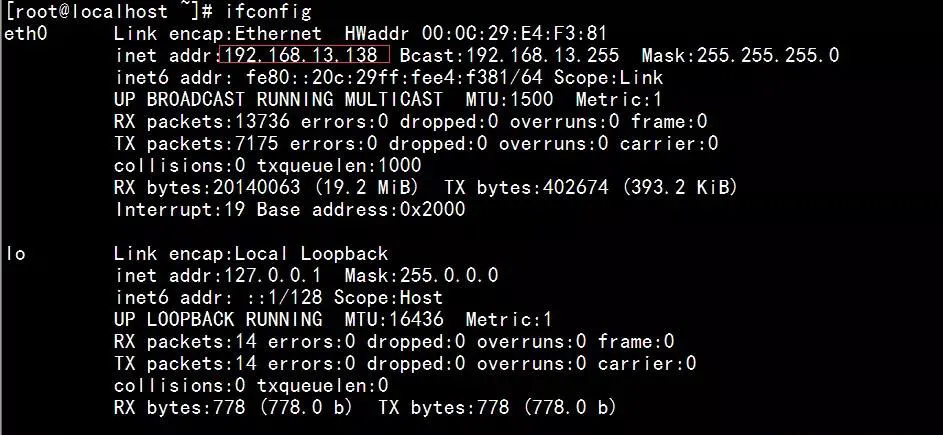 [root@localhost ~]# ifconfig
eth0      Link encap:Ethernet  HWaddr 00:0C:29:E4:F3:81
          inet addr:192.168.13.138  Bcast:192.168.13.255  Mask:255.255.255.0
          inet6 addr: fe80::20c:29ff:fee4:f381/64 Scope:Link
          UP BROADCAST RUNNING MULTICAST  MTU:1500  Metric:1
          RX packets:13736 errors:0 dropped:0 overruns:0 frame:0
          TX packets:7175 errors:0 dropped:0 overruns:0 carrier:0
          collisions:0 txqueuelen:1000
          RX bytes:20140063 (19.2 MiB)  TX bytes:402674 (393.2 KiB)
          Interrupt:19 Base address:0x2000
lo        Link encap:Local Loopback
          inet addr:127.0.0.1  Mask:255.0.0.0
          inet6 addr: ::1/128 Scope:Host
          UP LOOPBACK RUNNING  MTU:16436  Metric:1
          RX packets:14 errors:0 dropped:0 overruns:0 frame:0
          TX packets:14 errors:0 dropped:0 overruns:0 carrier:0
          collisions:0 txqueuelen:0
          RX bytes:778 (778.0 b)  TX bytes:778 (778.0 b)